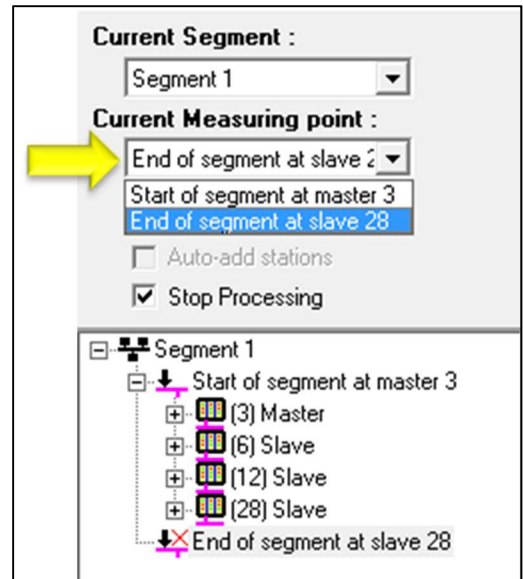 Current Segment :
Segment 1
Current Measuring point :
End of segment at slave 2
Start of segment at master 3
End of segment at slave 28
Auto-add stations
Stop Processing
Segment 1
Start of segment at master 3
(3) Master
(6) Slave
(12) Slave
(28) Slave
End of segment at slave 28